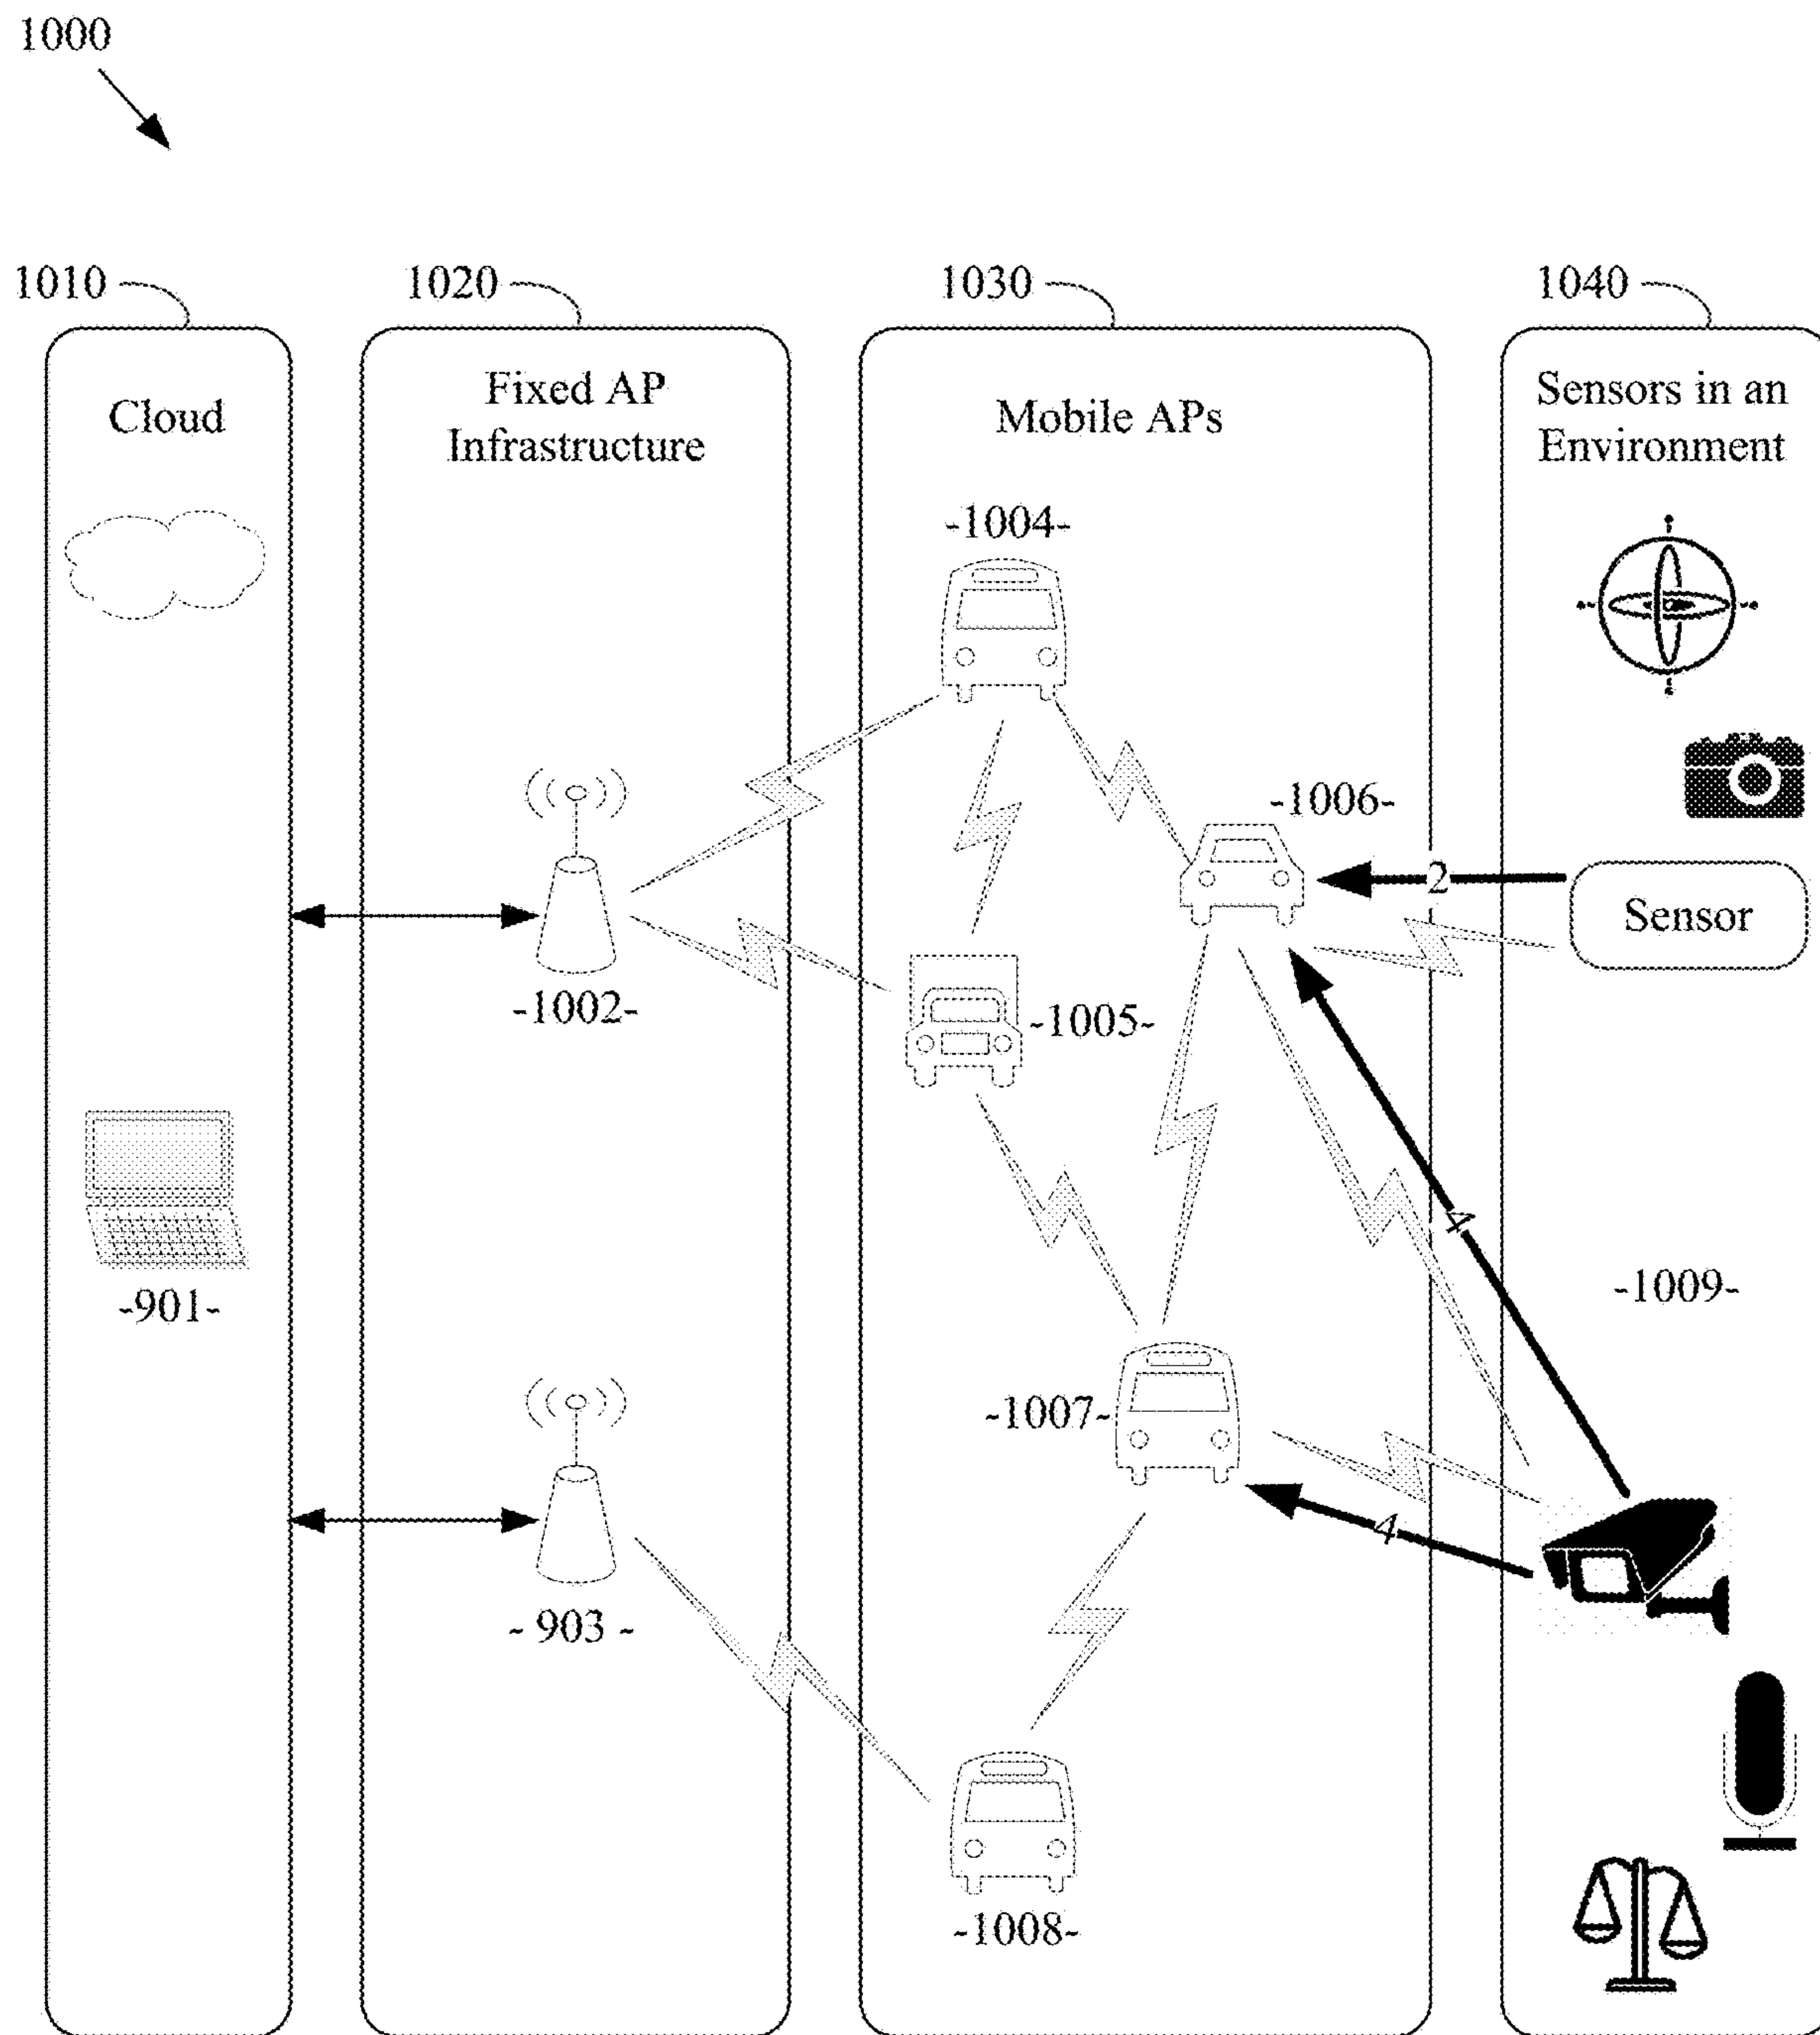 1000
1010
1020
1030
1040
Cloud
Fixed AP
Infrastructure
Mobile APs
Sensors in an
Environment
-1004-
-1006-
2
Sensor
-1002-
-1005-
4
-1009-
-901-
-1007-
4
- 903 -
-1008-